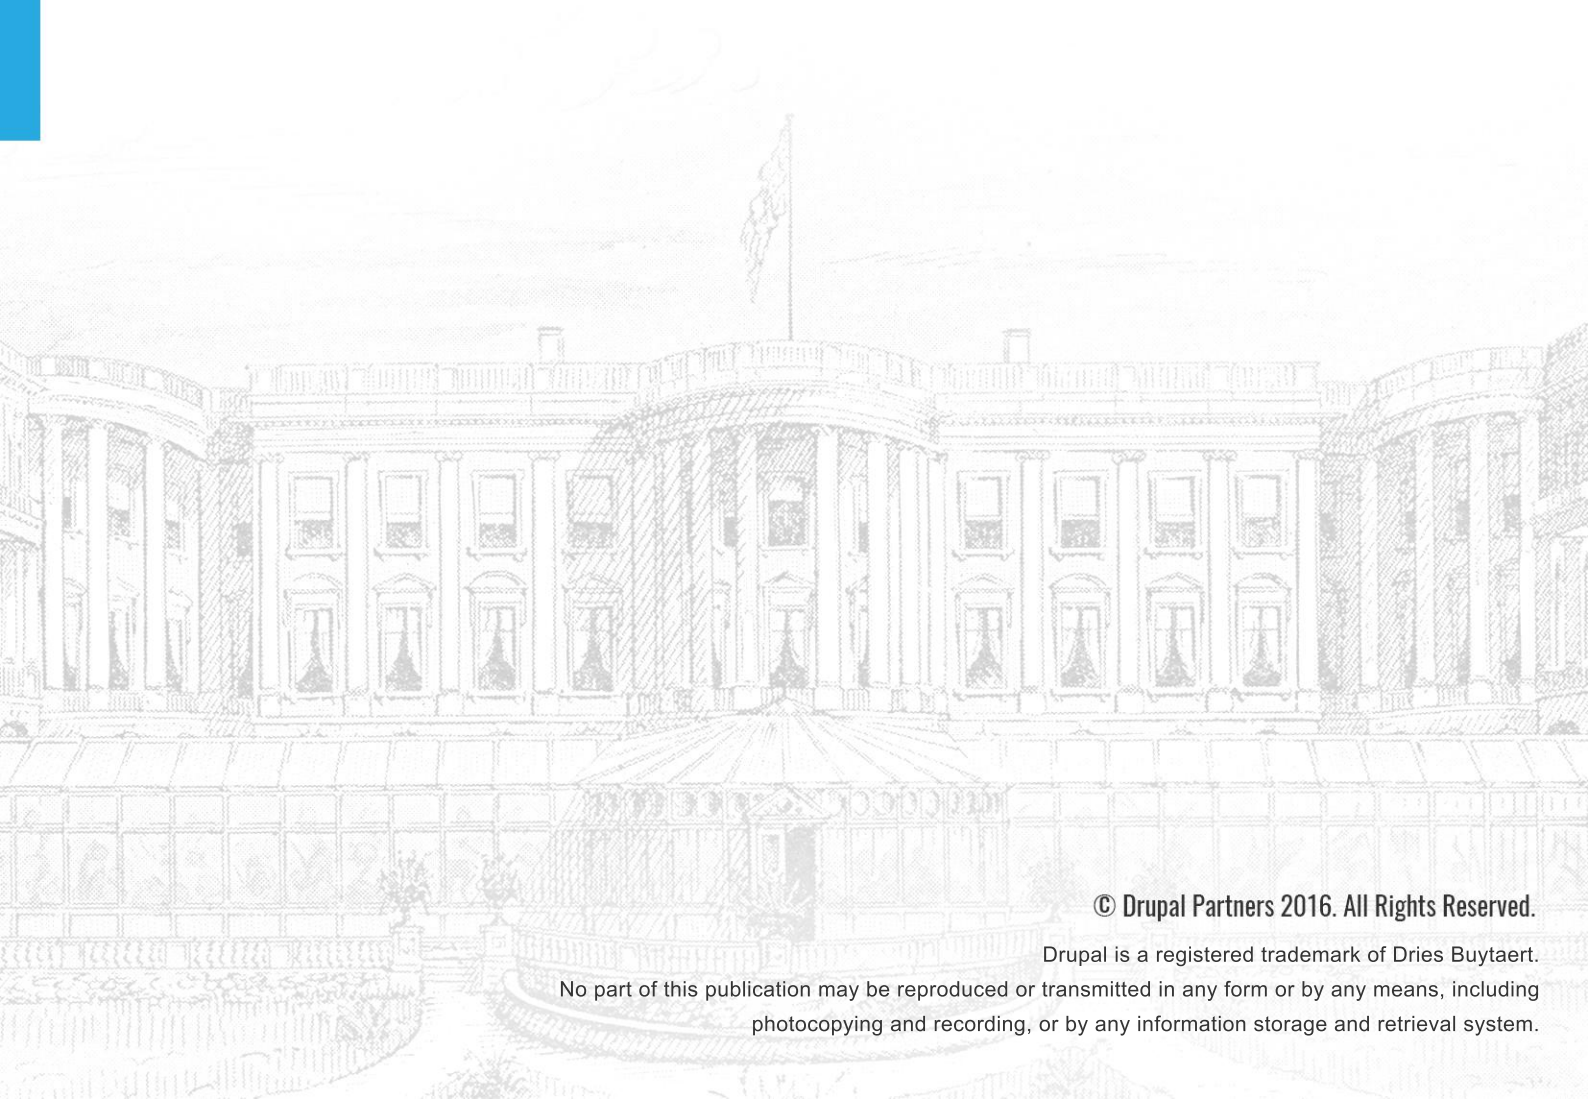 © Drupal Partners 2016. All Rights Reserved.
Drupal is a registered trademark of Dries Buytaert.
No part of this publication may be reproduced or transmitted in any form or by any means, including
photocopying and recording, or by any information storage and retrieval system.